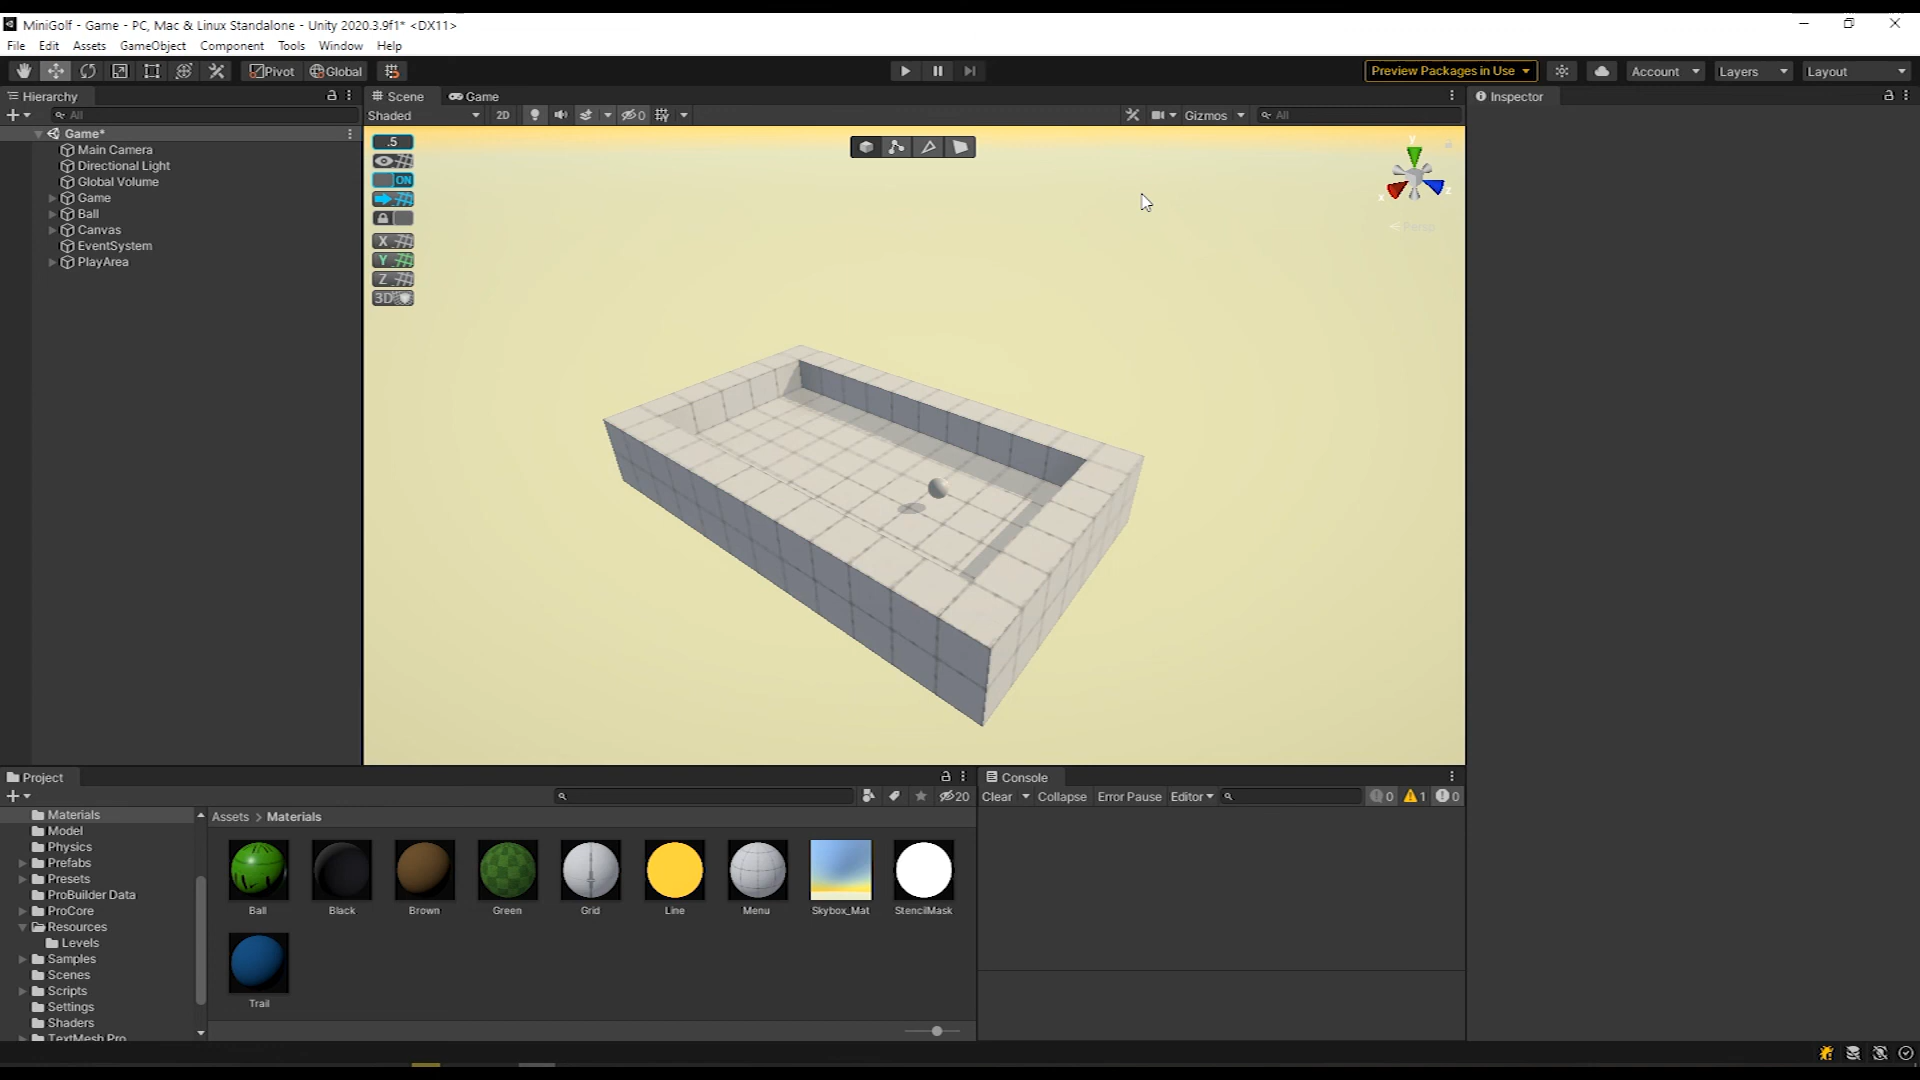 MiniGolf - Game - PC, Mac & Linux Standalone - Unity 2020.3.9f1* <DX11>
File Edit Assets GameObject Component Tools Window Help
Pivot Global Preview Packages in Use Account Layers Layout
Hierarchy
All
Game*
Main Camera
Directional Light
Global Volume
Game
Ball
Canvas
EventSystem
PlayArea
Scene Game
Shaded 2D 0 Gizmos All
.5
ON
X
Y
Z
3D
y
x z
Persp
Inspector
Project
20
Materials
Model
Physics
Prefabs
Presets
ProBuilder Data
ProCore
Resources
Levels
Samples
Scenes
Scripts
Settings
Shaders
TextMesh Pro
Assets > Materials
Ball Black Brown Green Grid Line Menu Skybox_Mat StencilMask
Trail
Console
Clear Collapse Error Pause Editor 0 1 0